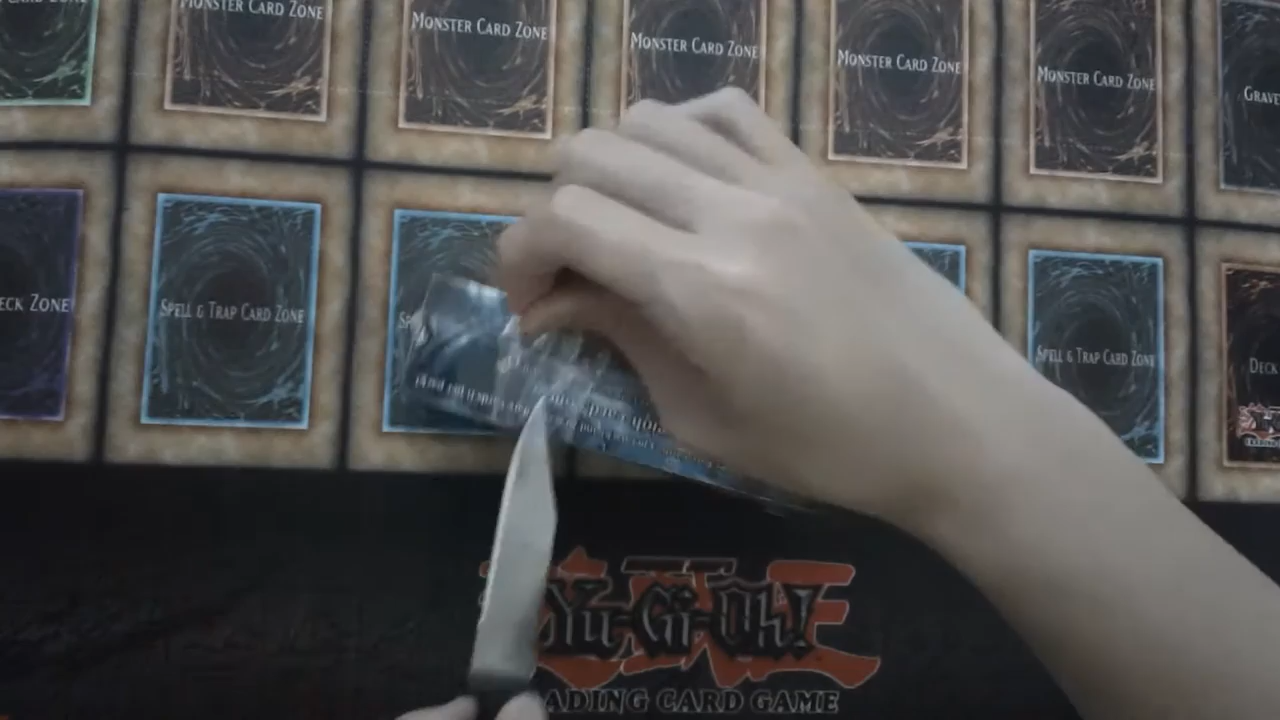 MONSTER CARD ZONE
MONSTER CARD ZONE
MONSTER CARD ZONE
MONSTER CARD ZONE
MONSTER CARD ZONE
GRAVE
ECK ZONE
SPELL & TRAP CARD ZONE
SPELL & TRAP CARD ZONE
DECK
Yu-Gi-Oh!
ADING CARD GAME